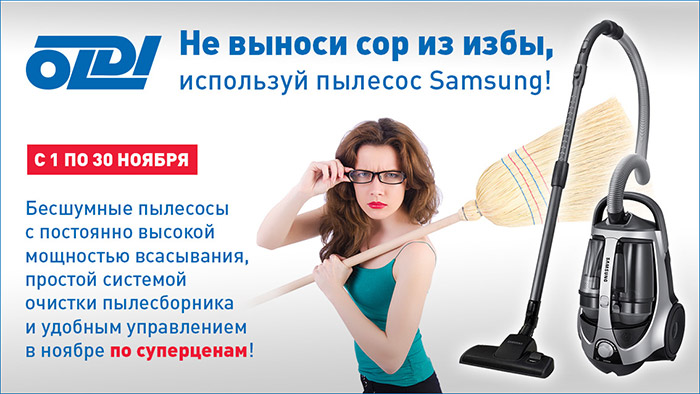 OLDI
Не выноси сор из избы,
используй пылесос Samsung!
С 1 ПО 30 НОЯБРЯ
Бесшумные пылесосы
с постоянно высокой
мощностью всасывания,
простой системой
очистки пылесборника
и удобным управлением
в ноябре по суперценам!
SAMSUNG